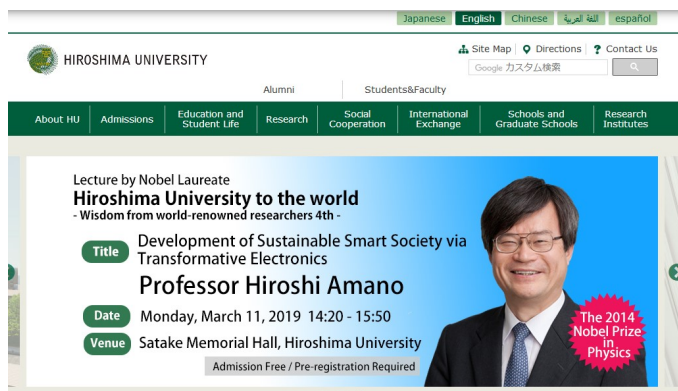 Japanese English Chinese اللغة العربية español
Site Map Directions ? Contact Us
HIROSHIMA UNIVERSITY
Google カスタム検索
Alumni Students&Faculty
About HU Admissions Education and Student Life Research Social Cooperation International Exchange Schools and Graduate Schools Research Institutes
Lecture by Nobel Laureate
Hiroshima University to the world
- Wisdom from world-renowned researchers 4th -
Title Development of Sustainable Smart Society via
Transformative Electronics
Professor Hiroshi Amano
Date Monday, March 11, 2019 14:20 - 15:50
Venue Satake Memorial Hall, Hiroshima University
Admission Free / Pre-registration Required
The 2014
Nobel Prize
in
Physics